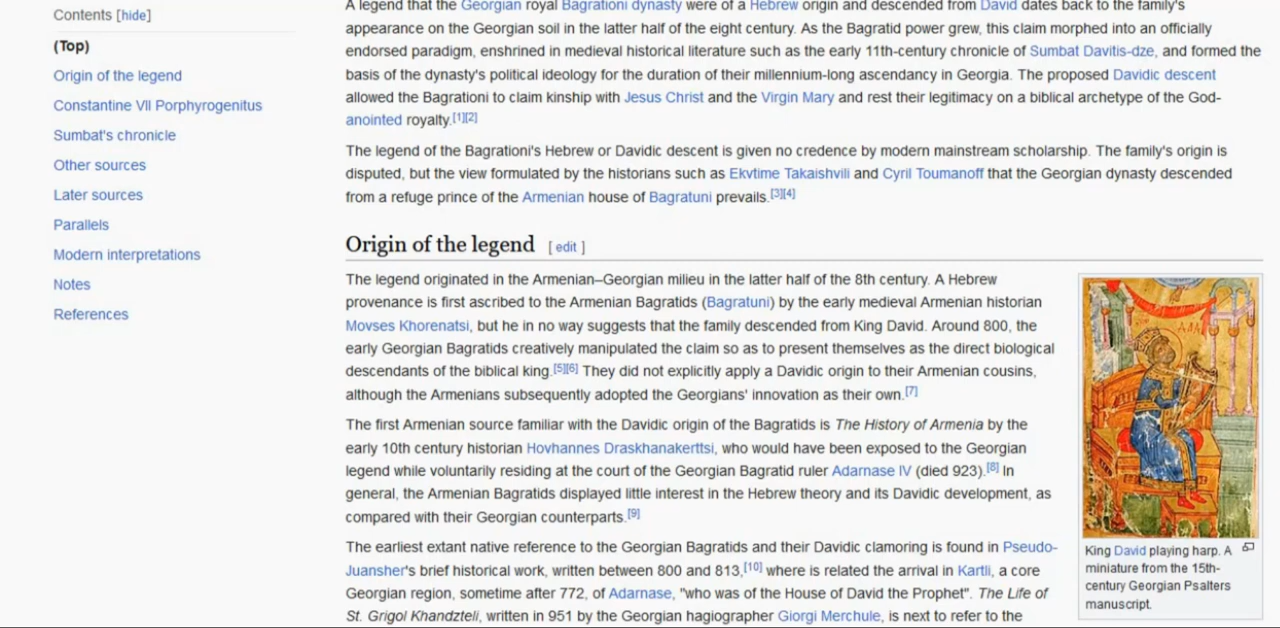 Contents [hide]
(Top)
Origin of the legend
Constantine VII Porphyrogenitus
Sumbat's chronicle
Other sources
Later sources
Parallels
Modern interpretations
Notes
References
A legend that the Georgian royal Bagrationi dynasty were of a Hebrew origin and descended from David dates back to the family's
appearance on the Georgian soil in the latter half of the eight century. As the Bagratid power grew, this claim morphed into an officially
endorsed paradigm, enshrined in medieval historical literature such as the early 11th-century chronicle of Sumbat Davitis-dze, and formed the
basis of the dynasty's political ideology for the duration of their millennium-long ascendancy in Georgia. The proposed Davidic descent
allowed the Bagrationi to claim kinship with Jesus Christ and the Virgin Mary and rest their legitimacy on a biblical archetype of the God-
anointed royalty.[1][2]
The legend of the Bagrationi's Hebrew or Davidic descent is given no credence by modern mainstream scholarship. The family's origin is
disputed, but the view formulated by the historians such as Ekvtime Takaishvili and Cyril Toumanoff that the Georgian dynasty descended
from a refuge prince of the Armenian house of Bagratuni prevails.[3][4]
Origin of the legend [ edit ]
The legend originated in the Armenian–Georgian milieu in the latter half of the 8th century. A Hebrew
provenance is first ascribed to the Armenian Bagratids (Bagratuni) by the early medieval Armenian historian
Movses Khorenatsi, but he in no way suggests that the family descended from King David. Around 800, the
early Georgian Bagratids creatively manipulated the claim so as to present themselves as the direct biological
descendants of the biblical king.[5][6] They did not explicitly apply a Davidic origin to their Armenian cousins,
although the Armenians subsequently adopted the Georgians' innovation as their own.[7]
The first Armenian source familiar with the Davidic origin of the Bagratids is The History of Armenia by the
early 10th century historian Hovhannes Draskhanakerttsi, who would have been exposed to the Georgian
legend while voluntarily residing at the court of the Georgian Bagratid ruler Adarnase IV (died 923).[8] In
general, the Armenian Bagratids displayed little interest in the Hebrew theory and its Davidic development, as
compared with their Georgian counterparts.[9]
The earliest extant native reference to the Georgian Bagratids and their Davidic clamoring is found in Pseudo-
Juansher's brief historical work, written between 800 and 813,[10] where is related the arrival in Kartli, a core
Georgian region, sometime after 772, of Adarnase, "who was of the House of David the Prophet". The Life of
St. Grigol Khandzteli, written in 951 by the Georgian hagiographer Giorgi Merchule, is next to refer to the
King David playing harp. A
miniature from the 15th-
century Georgian Psalters
manuscript.